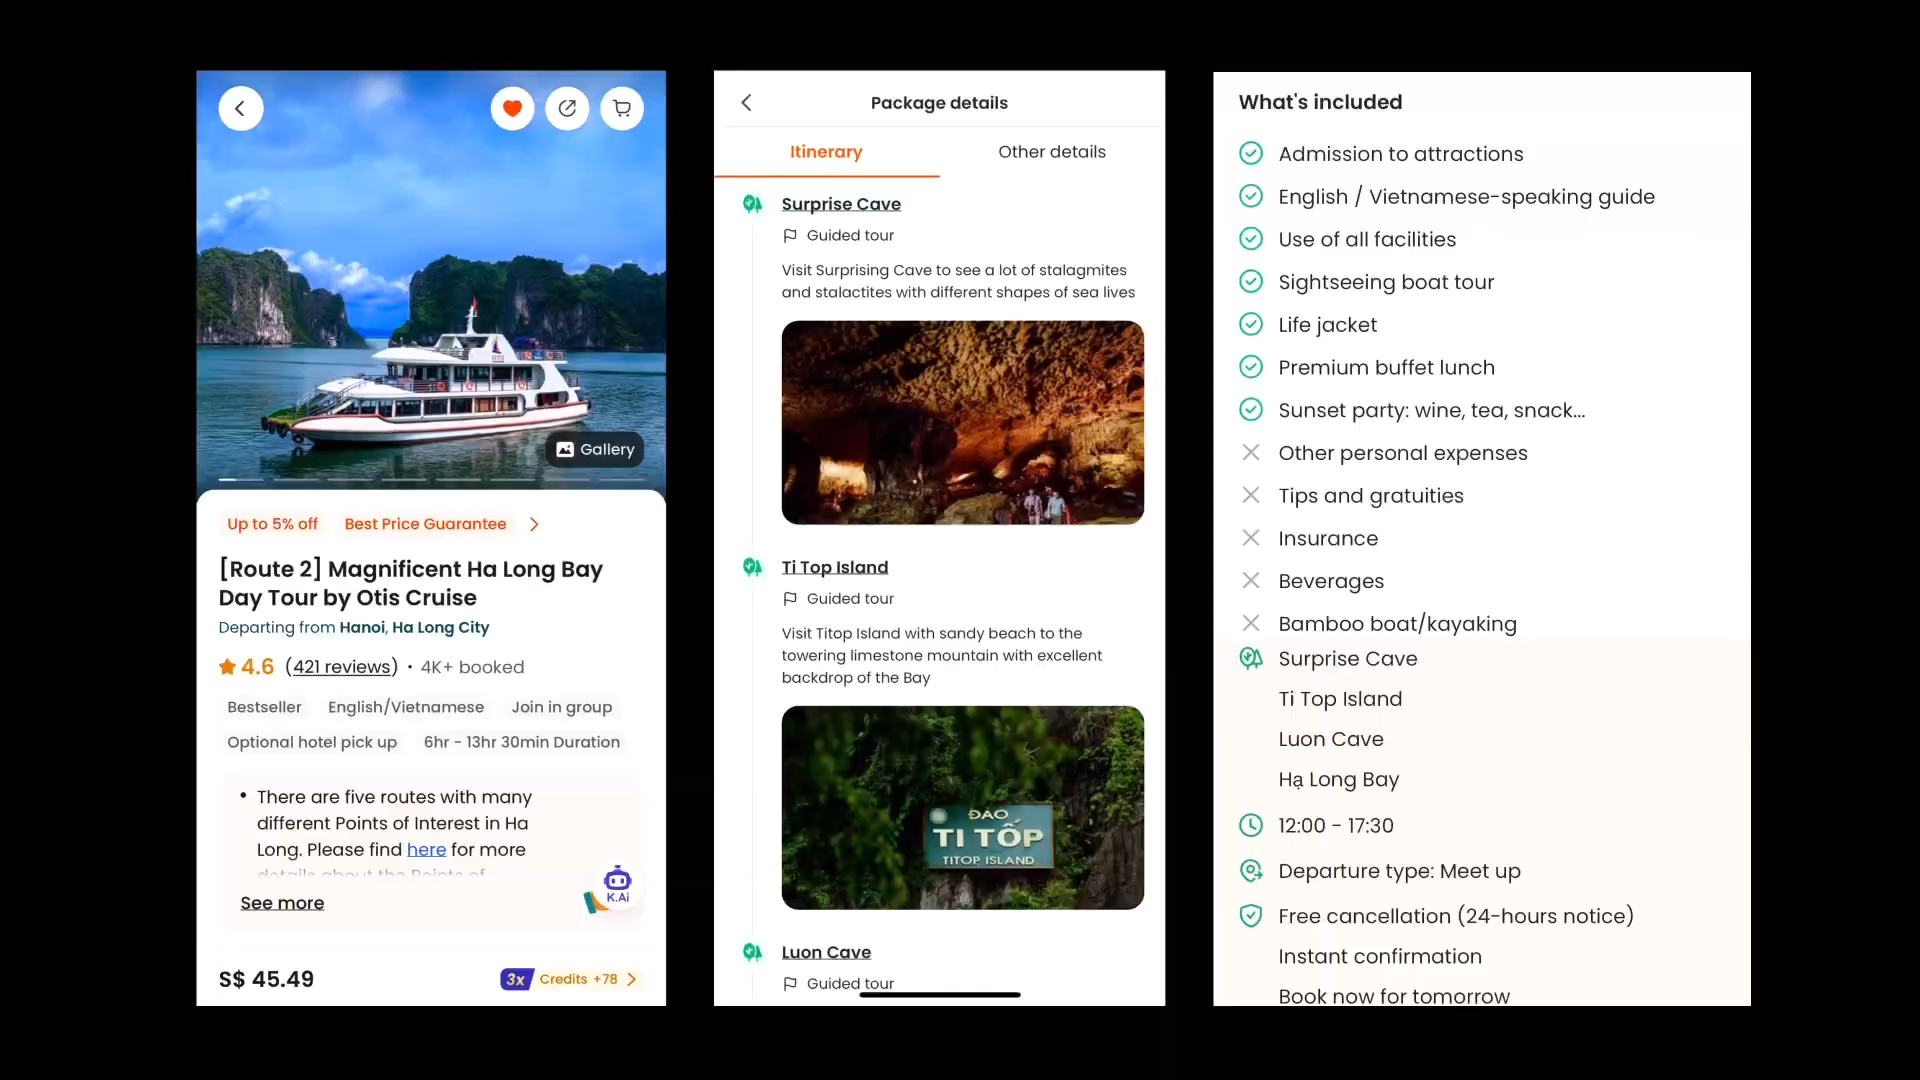 OTIS
Gallery
Up to 5% off
Best Price Guarantee
[Route 2] Magnificent Ha Long Bay
Day Tour by Otis Cruise
Departing from Hanoi, Ha Long City
4.6 (421 reviews) • 4K+ booked
Bestseller
English/Vietnamese
Join in group
Optional hotel pick up
6hr - 13hr 30min Duration
• There are five routes with many
different Points of Interest in Ha
Long. Please find here for more
details about the Points of
See more
K.Ai
S$ 45.49
3x Credits +78
Package details
Itinerary
Other details
Surprise Cave
Guided tour
Visit Surprising Cave to see a lot of stalagmites
and stalactites with different shapes of sea lives
Ti Top Island
Guided tour
Visit Titop Island with sandy beach to the
towering limestone mountain with excellent
backdrop of the Bay
ĐẢO
TI TỐP
TITOP ISLAND
Luon Cave
Guided tour
What's included
Admission to attractions
English / Vietnamese-speaking guide
Use of all facilities
Sightseeing boat tour
Life jacket
Premium buffet lunch
Sunset party: wine, tea, snack...
Other personal expenses
Tips and gratuities
Insurance
Beverages
Bamboo boat/kayaking
Surprise Cave
Ti Top Island
Luon Cave
Hạ Long Bay
12:00 - 17:30
Departure type: Meet up
Free cancellation (24-hours notice)
Instant confirmation
Book now for tomorrow